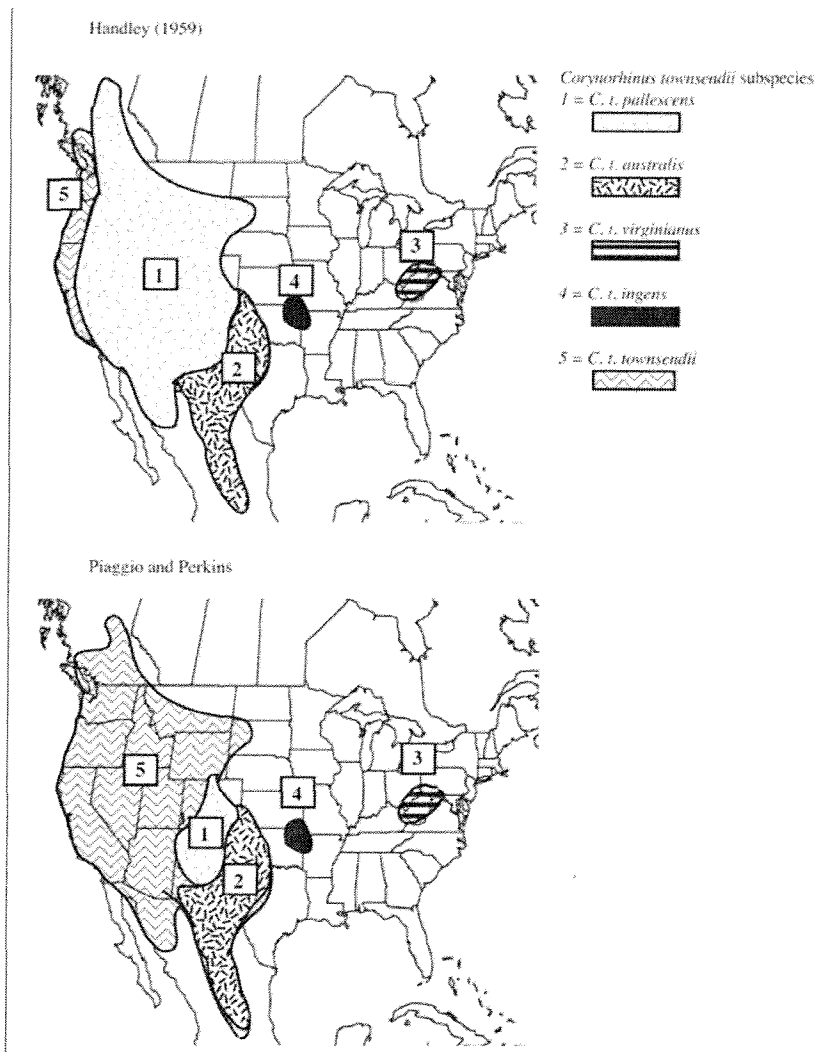 Handley (1959)
Corynorhinus townsendii subspecies
1 = C. t. pallescens
2 = C. t. australis
3 = C. t. virginianus
4 = C. t. ingens
5 = C. t. townsendii
5
3
1
4
2
Piaggio and Perkins
3
5
4
1
2